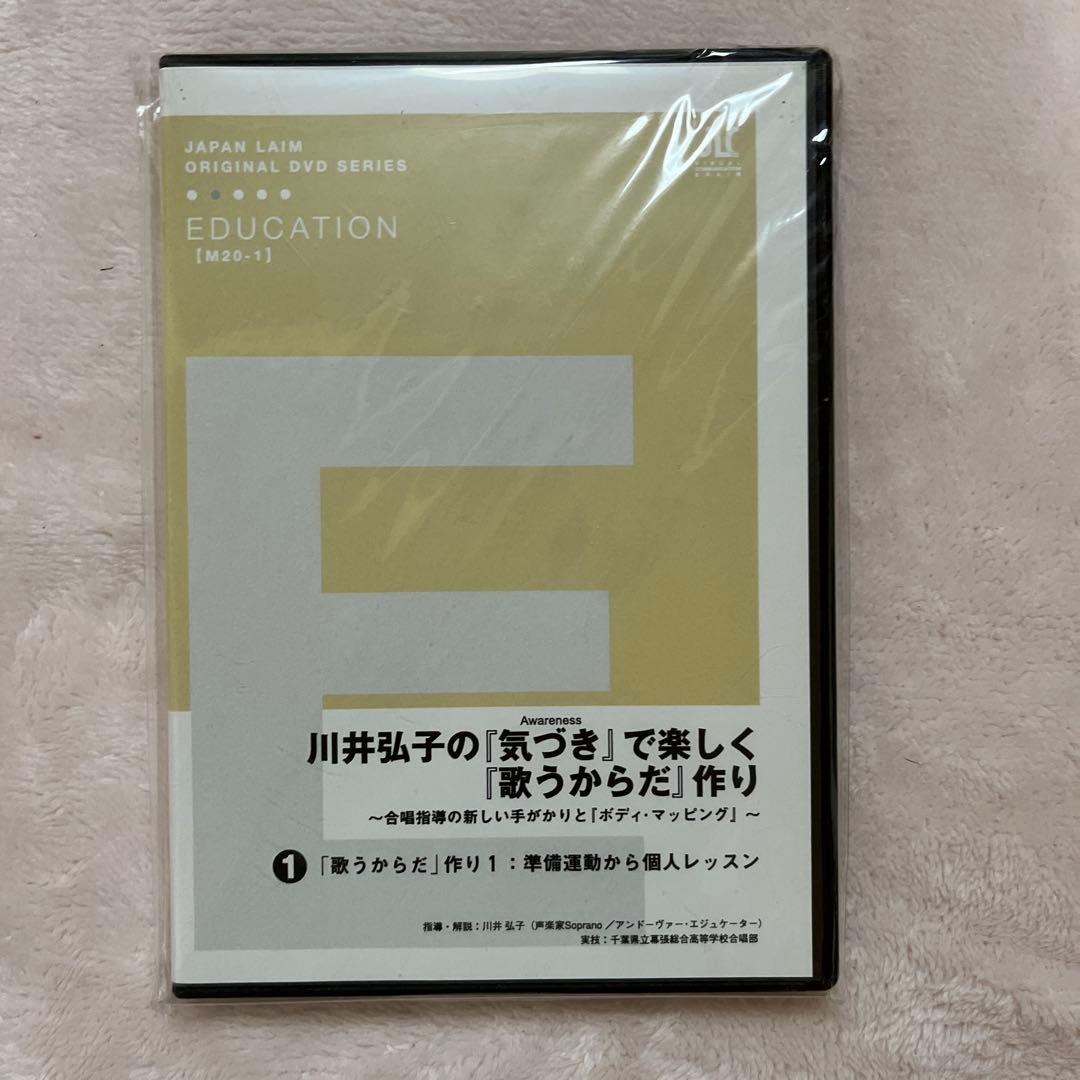 JAPAN LAIM
ORIGINAL DVD SERIES
EDUCATION
【M20-1】
E
Awareness
川井弘子の『気づき』で楽しく
『歌うからだ』作り
～合唱指導の新しい手がかりと『ボディ・マッピング』～
❶「歌うからだ」作り1：準備運動から個人レッスン
指導・解説：川井 弘子（声楽家Soprano／アンドーヴァー・エジュケーター）
実技：千葉県立幕張総合高等学校合唱部